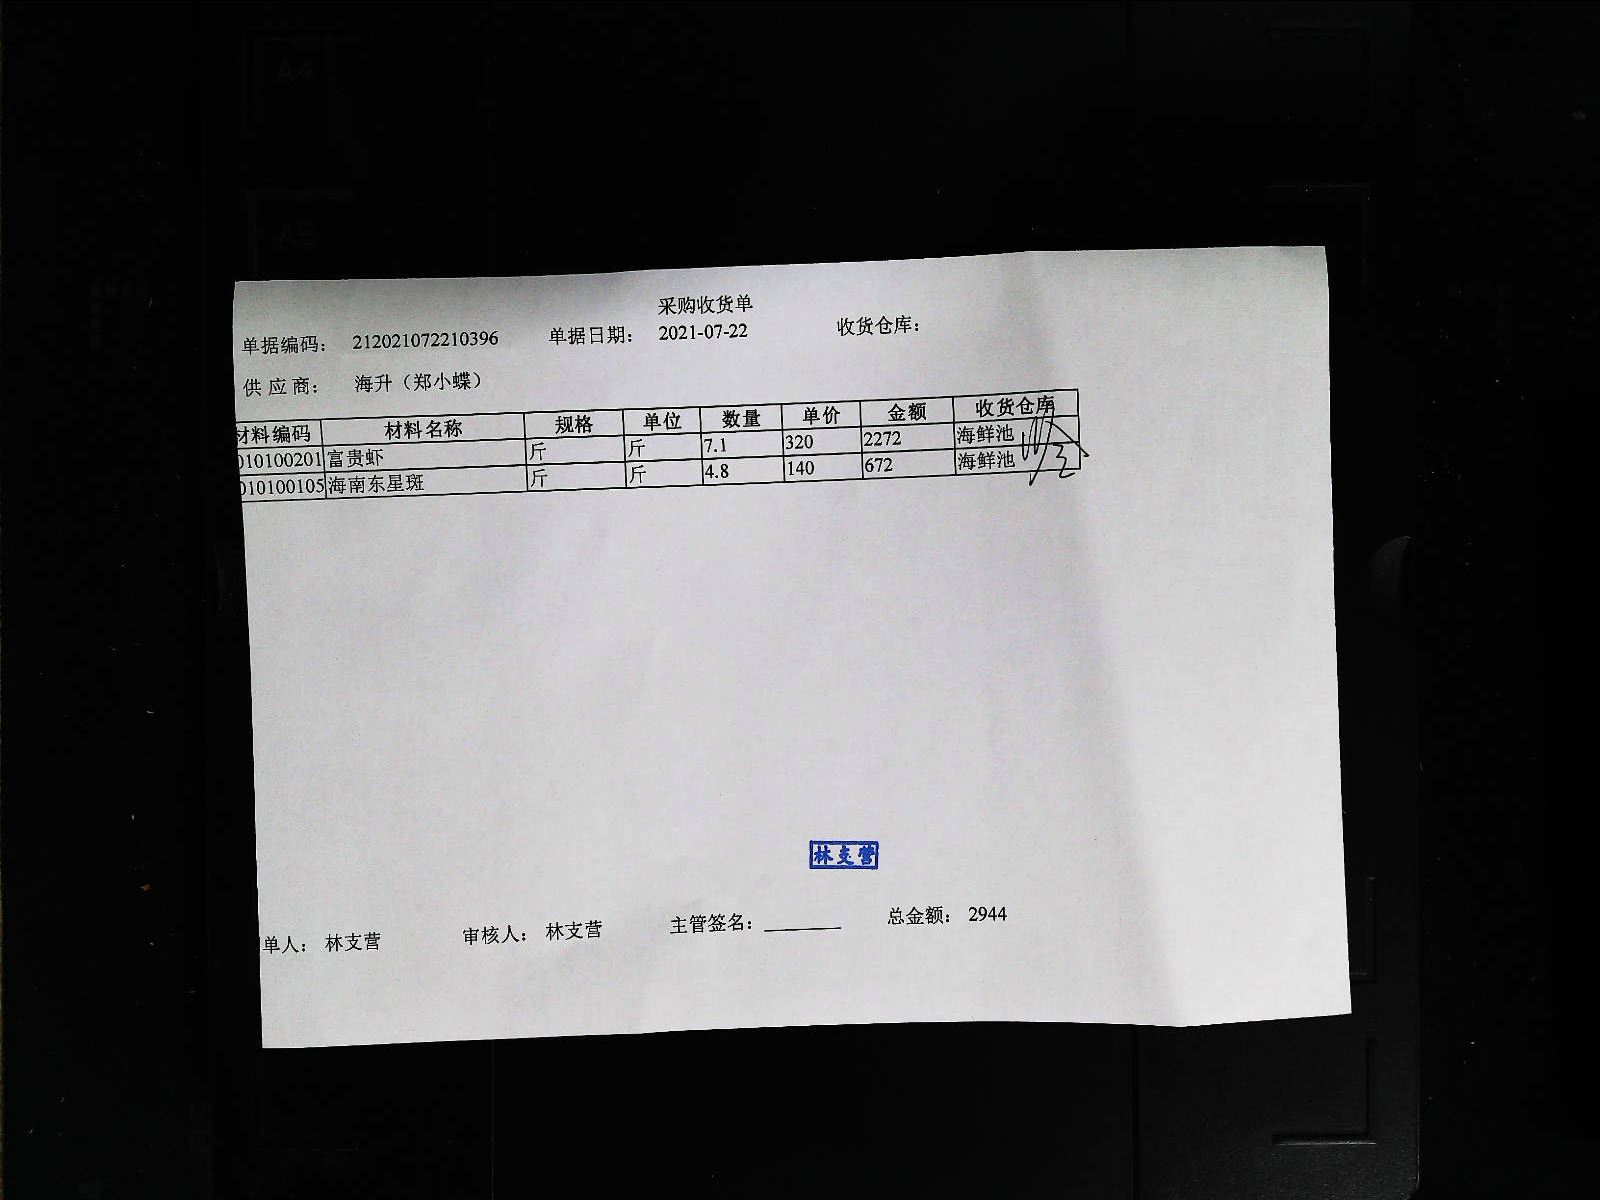 A4
A5
采购收货单
单据编码： 212021072210396 单据日期： 2021-07-22 收货仓库：
供 应 商： 海升（郑小蝶）
材料编码 材料名称 规格 单位 数量 单价 金额 收货仓库
010100201 富贵虾 斤 斤 7.1 320 2272 海鲜池
010100105 海南东星斑 斤 斤 4.8 140 672 海鲜池
林支营
单人： 林支营 审核人： 林支营 主管签名： 总金额： 2944